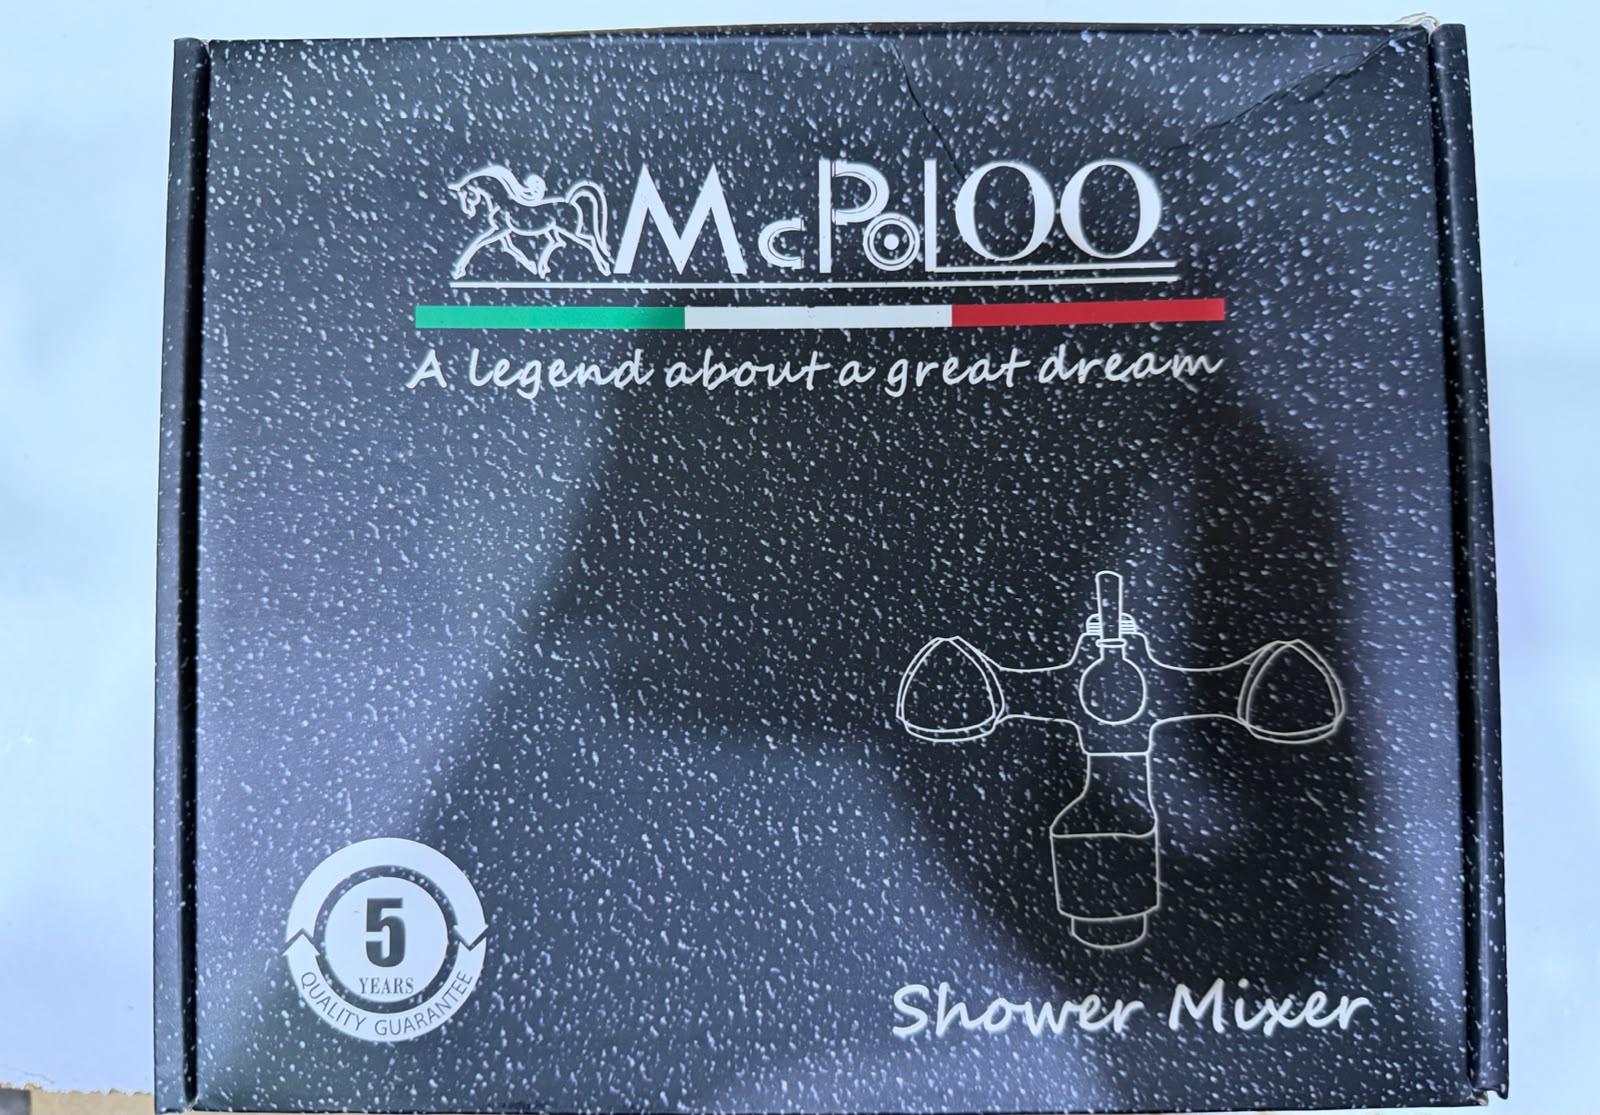 McPolOO
A legend about a great dream
5
YEARS
QUALITY GUARANTEE
Shower Mixer